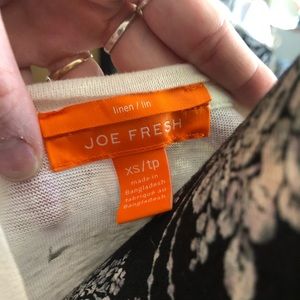 linen / lin
JOE FRESH
xs/tp
made in
Bangladesh
fabriqué au
Bangladesh